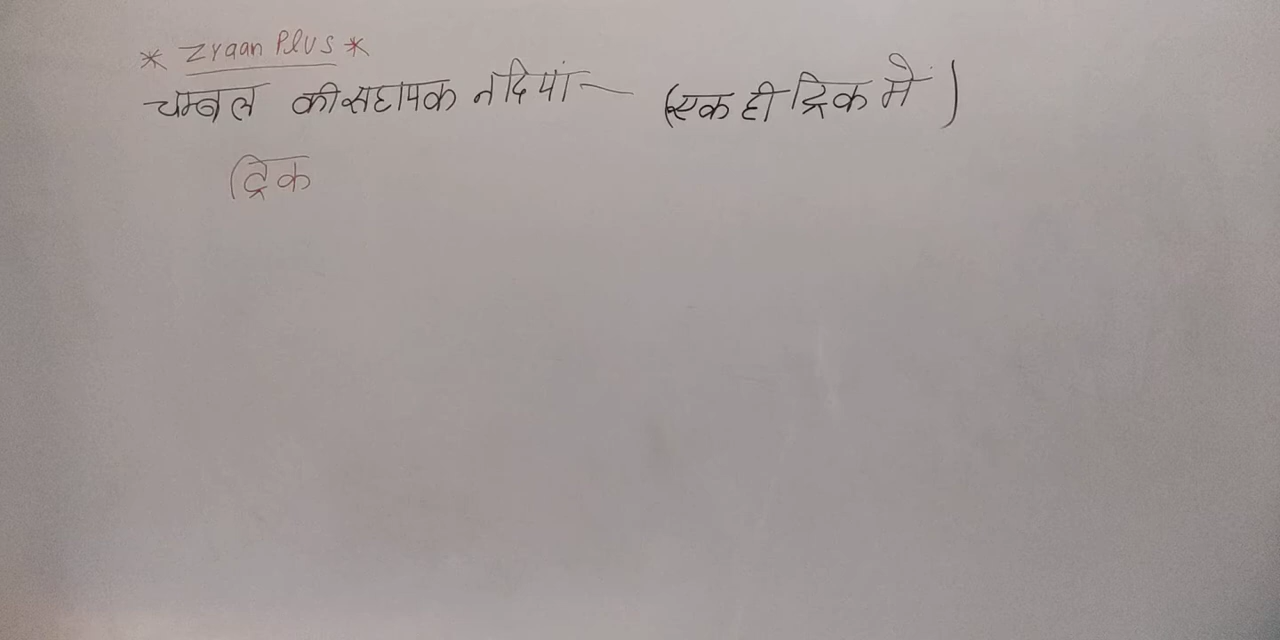 * Zyaan Plus *
चम्बल की सहायक नदियां (एक ही ट्रिक में)
ट्रिक